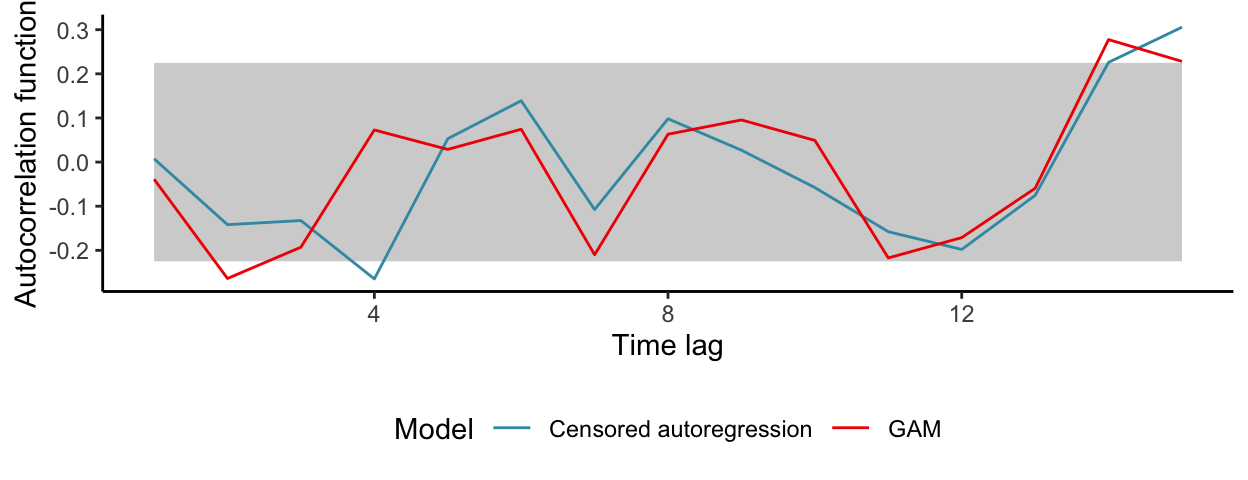 Autocorrelation function
0.3
0.2
0.1
0.0
-0.1
-0.2
4 8 12
Time lag
Model Censored autoregression GAM